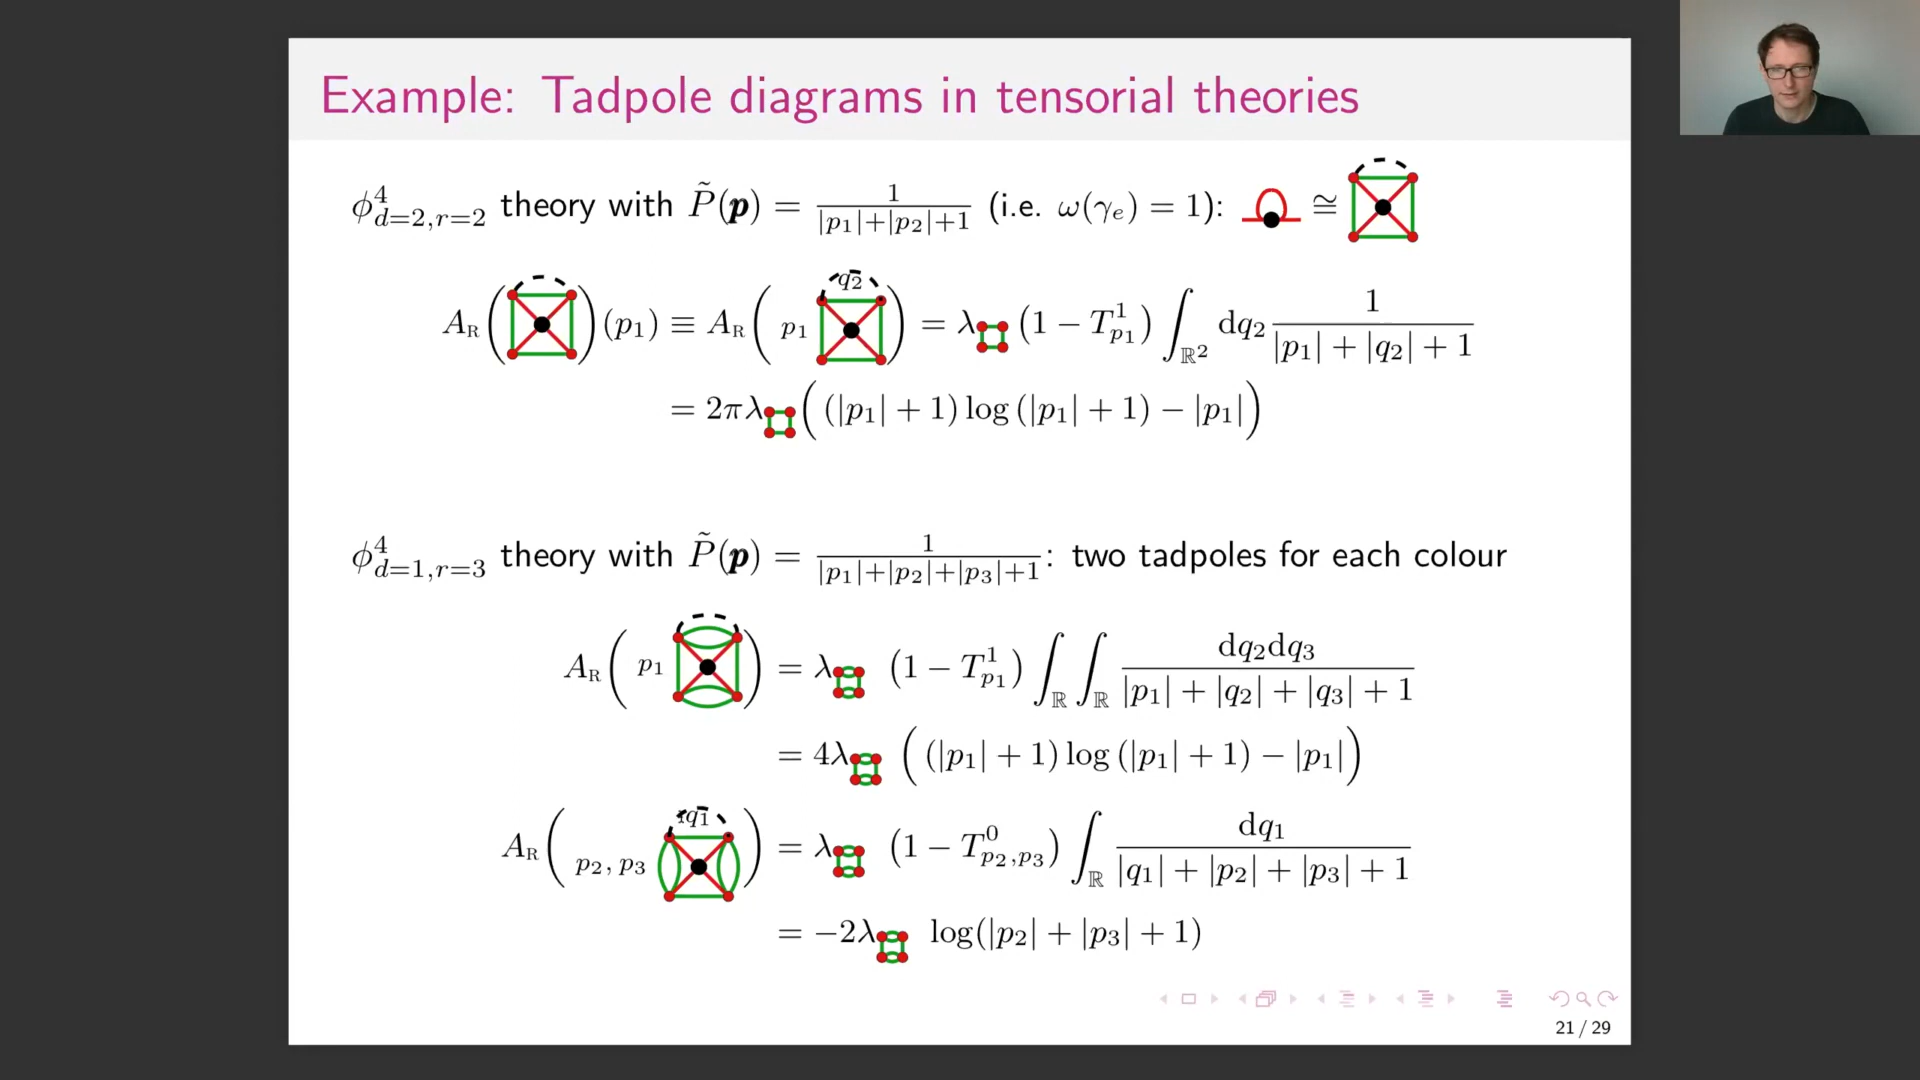 Example: Tadpole diagrams in tensorial theories
ϕ⁴_{d=2,r=2} theory with P̃(p) = 1/(|p₁|+|p₂|+1) (i.e. ω(γₑ) = 1): ≅
A_R( )(p₁) ≡ A_R( p₁ q₂ ) = λ (1 − T¹_{p₁}) ∫_{ℝ²} dq₂ 1/(|p₁| + |q₂| + 1)
= 2πλ ( (|p₁| + 1) log (|p₁| + 1) − |p₁| )
ϕ⁴_{d=1,r=3} theory with P̃(p) = 1/(|p₁|+|p₂|+|p₃|+1): two tadpoles for each colour
A_R( p₁ ) = λ (1 − T¹_{p₁}) ∫_ℝ ∫_ℝ dq₂dq₃/(|p₁| + |q₂| + |q₃| + 1)
= 4λ ( (|p₁| + 1) log (|p₁| + 1) − |p₁| )
A_R( p₂, p₃ q₁ ) = λ (1 − T⁰_{p₂,p₃}) ∫_ℝ dq₁/(|q₁| + |p₂| + |p₃| + 1)
= −2λ log(|p₂| + |p₃| + 1)
21 / 29